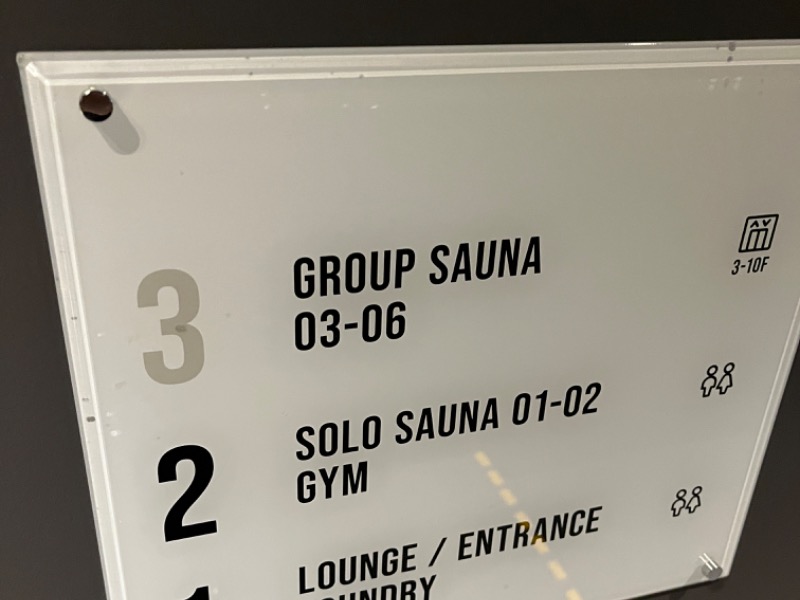 3
GROUP SAUNA
03-06
3-10F
2
SOLO SAUNA 01-02
GYM
LOUNGE / ENTRANCE